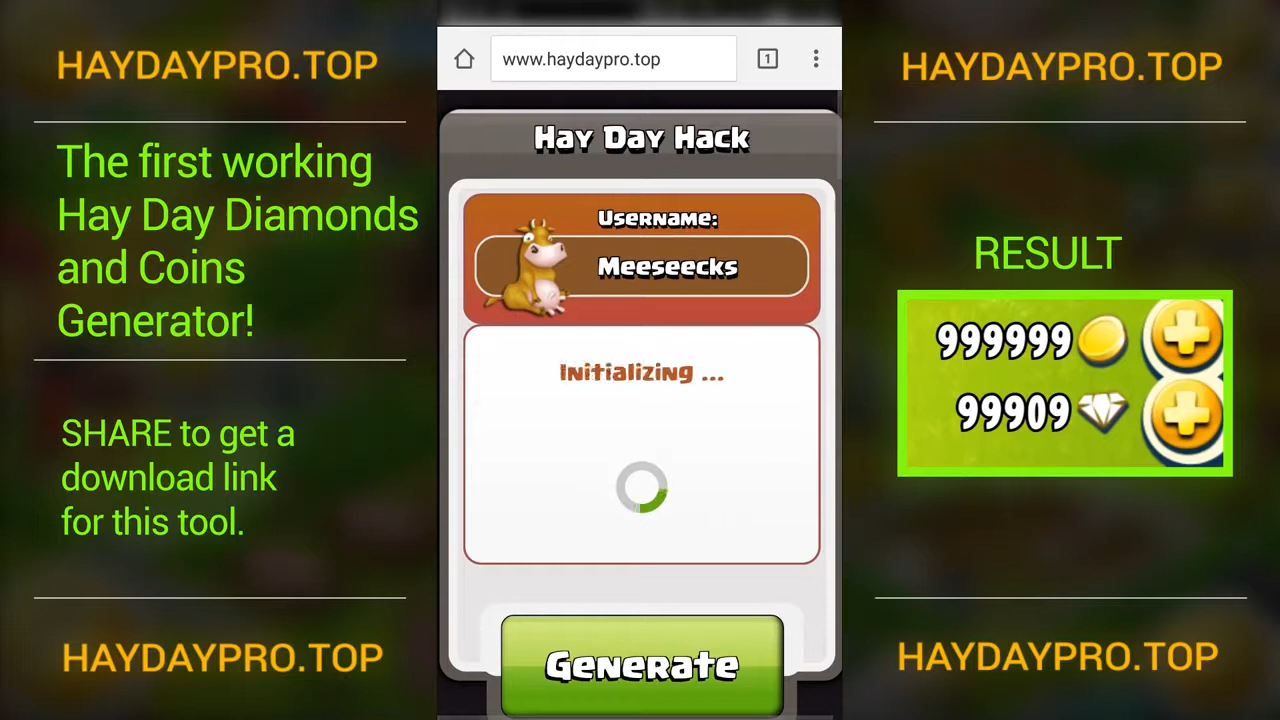 HAYDAYPRO.TOP
The first working
Hay Day Diamonds
and Coins
Generator!
SHARE to get a
download link
for this tool.
HAYDAYPRO.TOP
www.haydaypro.top
1
Hay Day Hack
Username:
Meeseecks
Initializing ...
Generate
HAYDAYPRO.TOP
RESULT
999999
99909
HAYDAYPRO.TOP